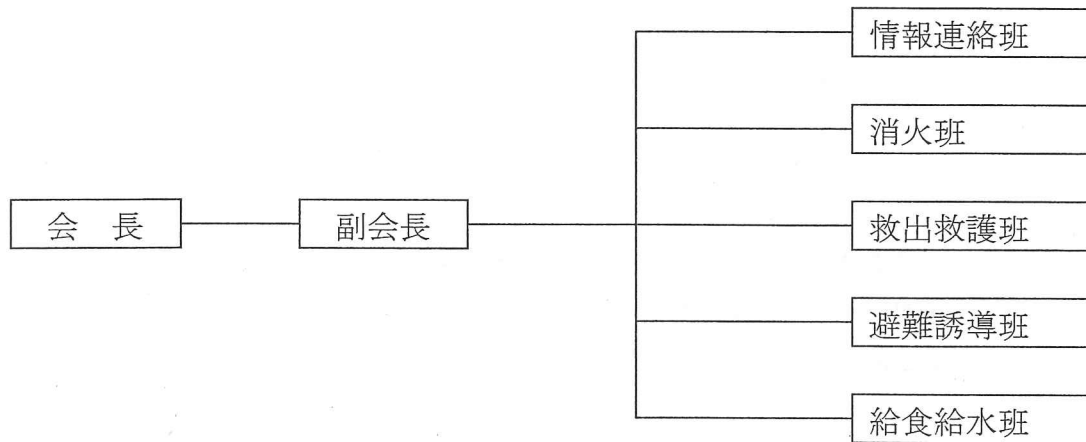 会　長
副会長
情報連絡班
消火班
救出救護班
避難誘導班
給食給水班